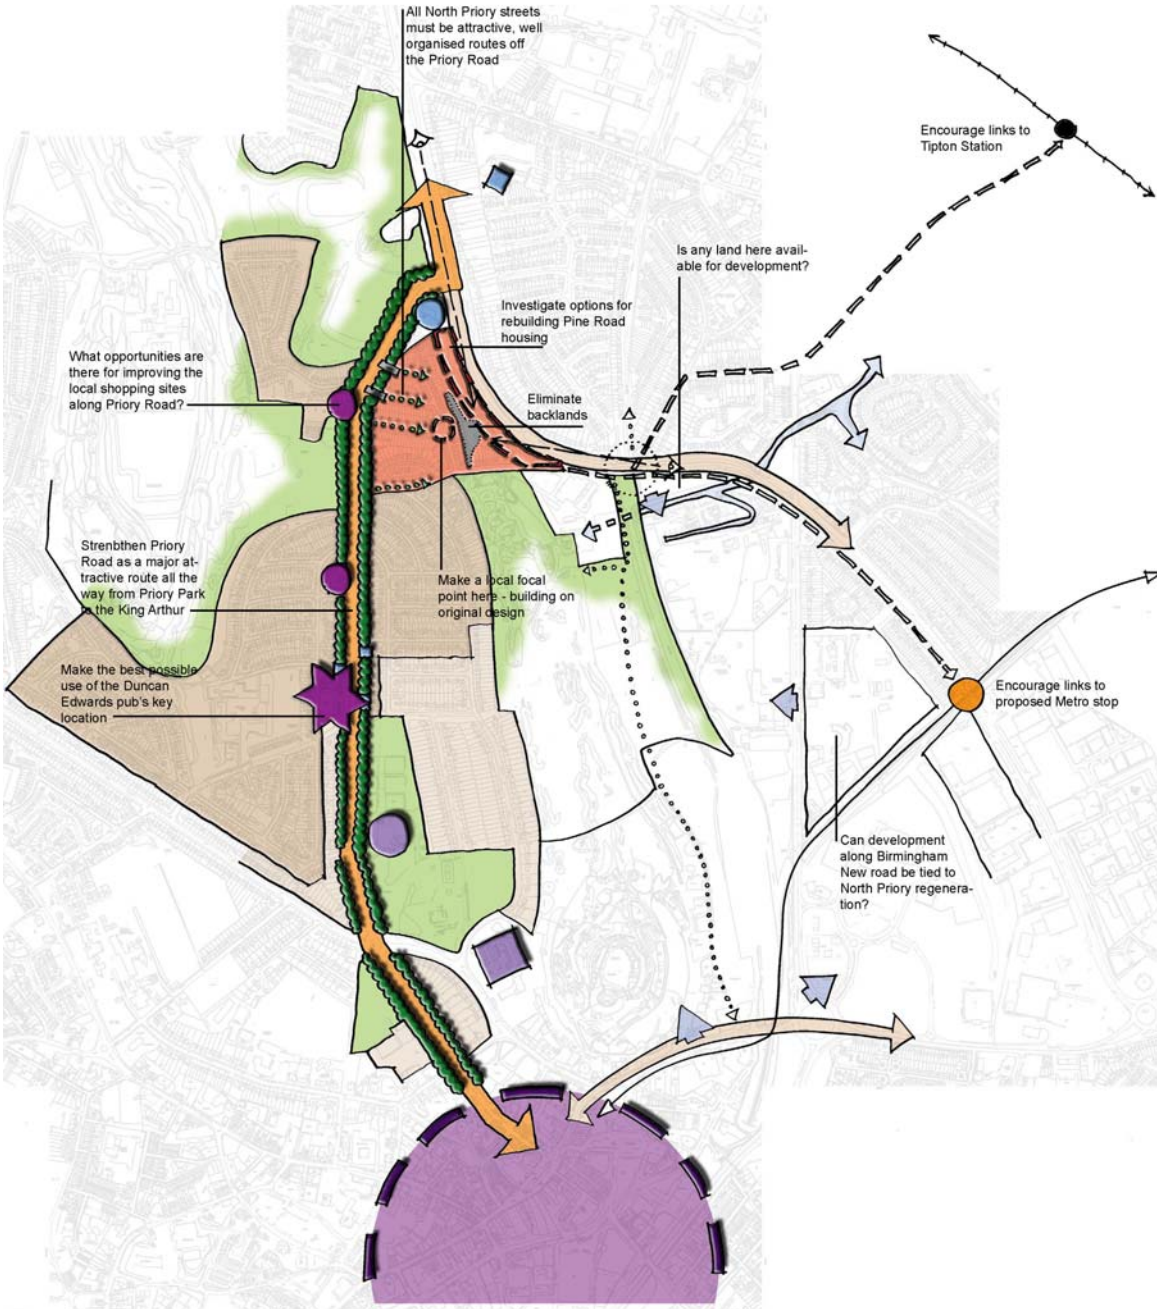 All North Priory streets
must be attractive, well
organised routes off
the Priory Road
Encourage links to
Tipton Station
Is any land here avail-
able for development?
Investigate options for
rebuilding Pine Road
housing
What opportunities are
there for improving the
local shopping sites
along Priory Road?
Eliminate
backlands
Strenbthen Priory
Road as a major at-
tractive route all the
way from Priory Park
to the King Arthur
Make a local focal
point here - building on
original design
Make the best possible
use of the Duncan
Edwards pub's key
location
Encourage links to
proposed Metro stop
Can development
along Birmingham
New road be tied to
North Priory regenera-
tion?